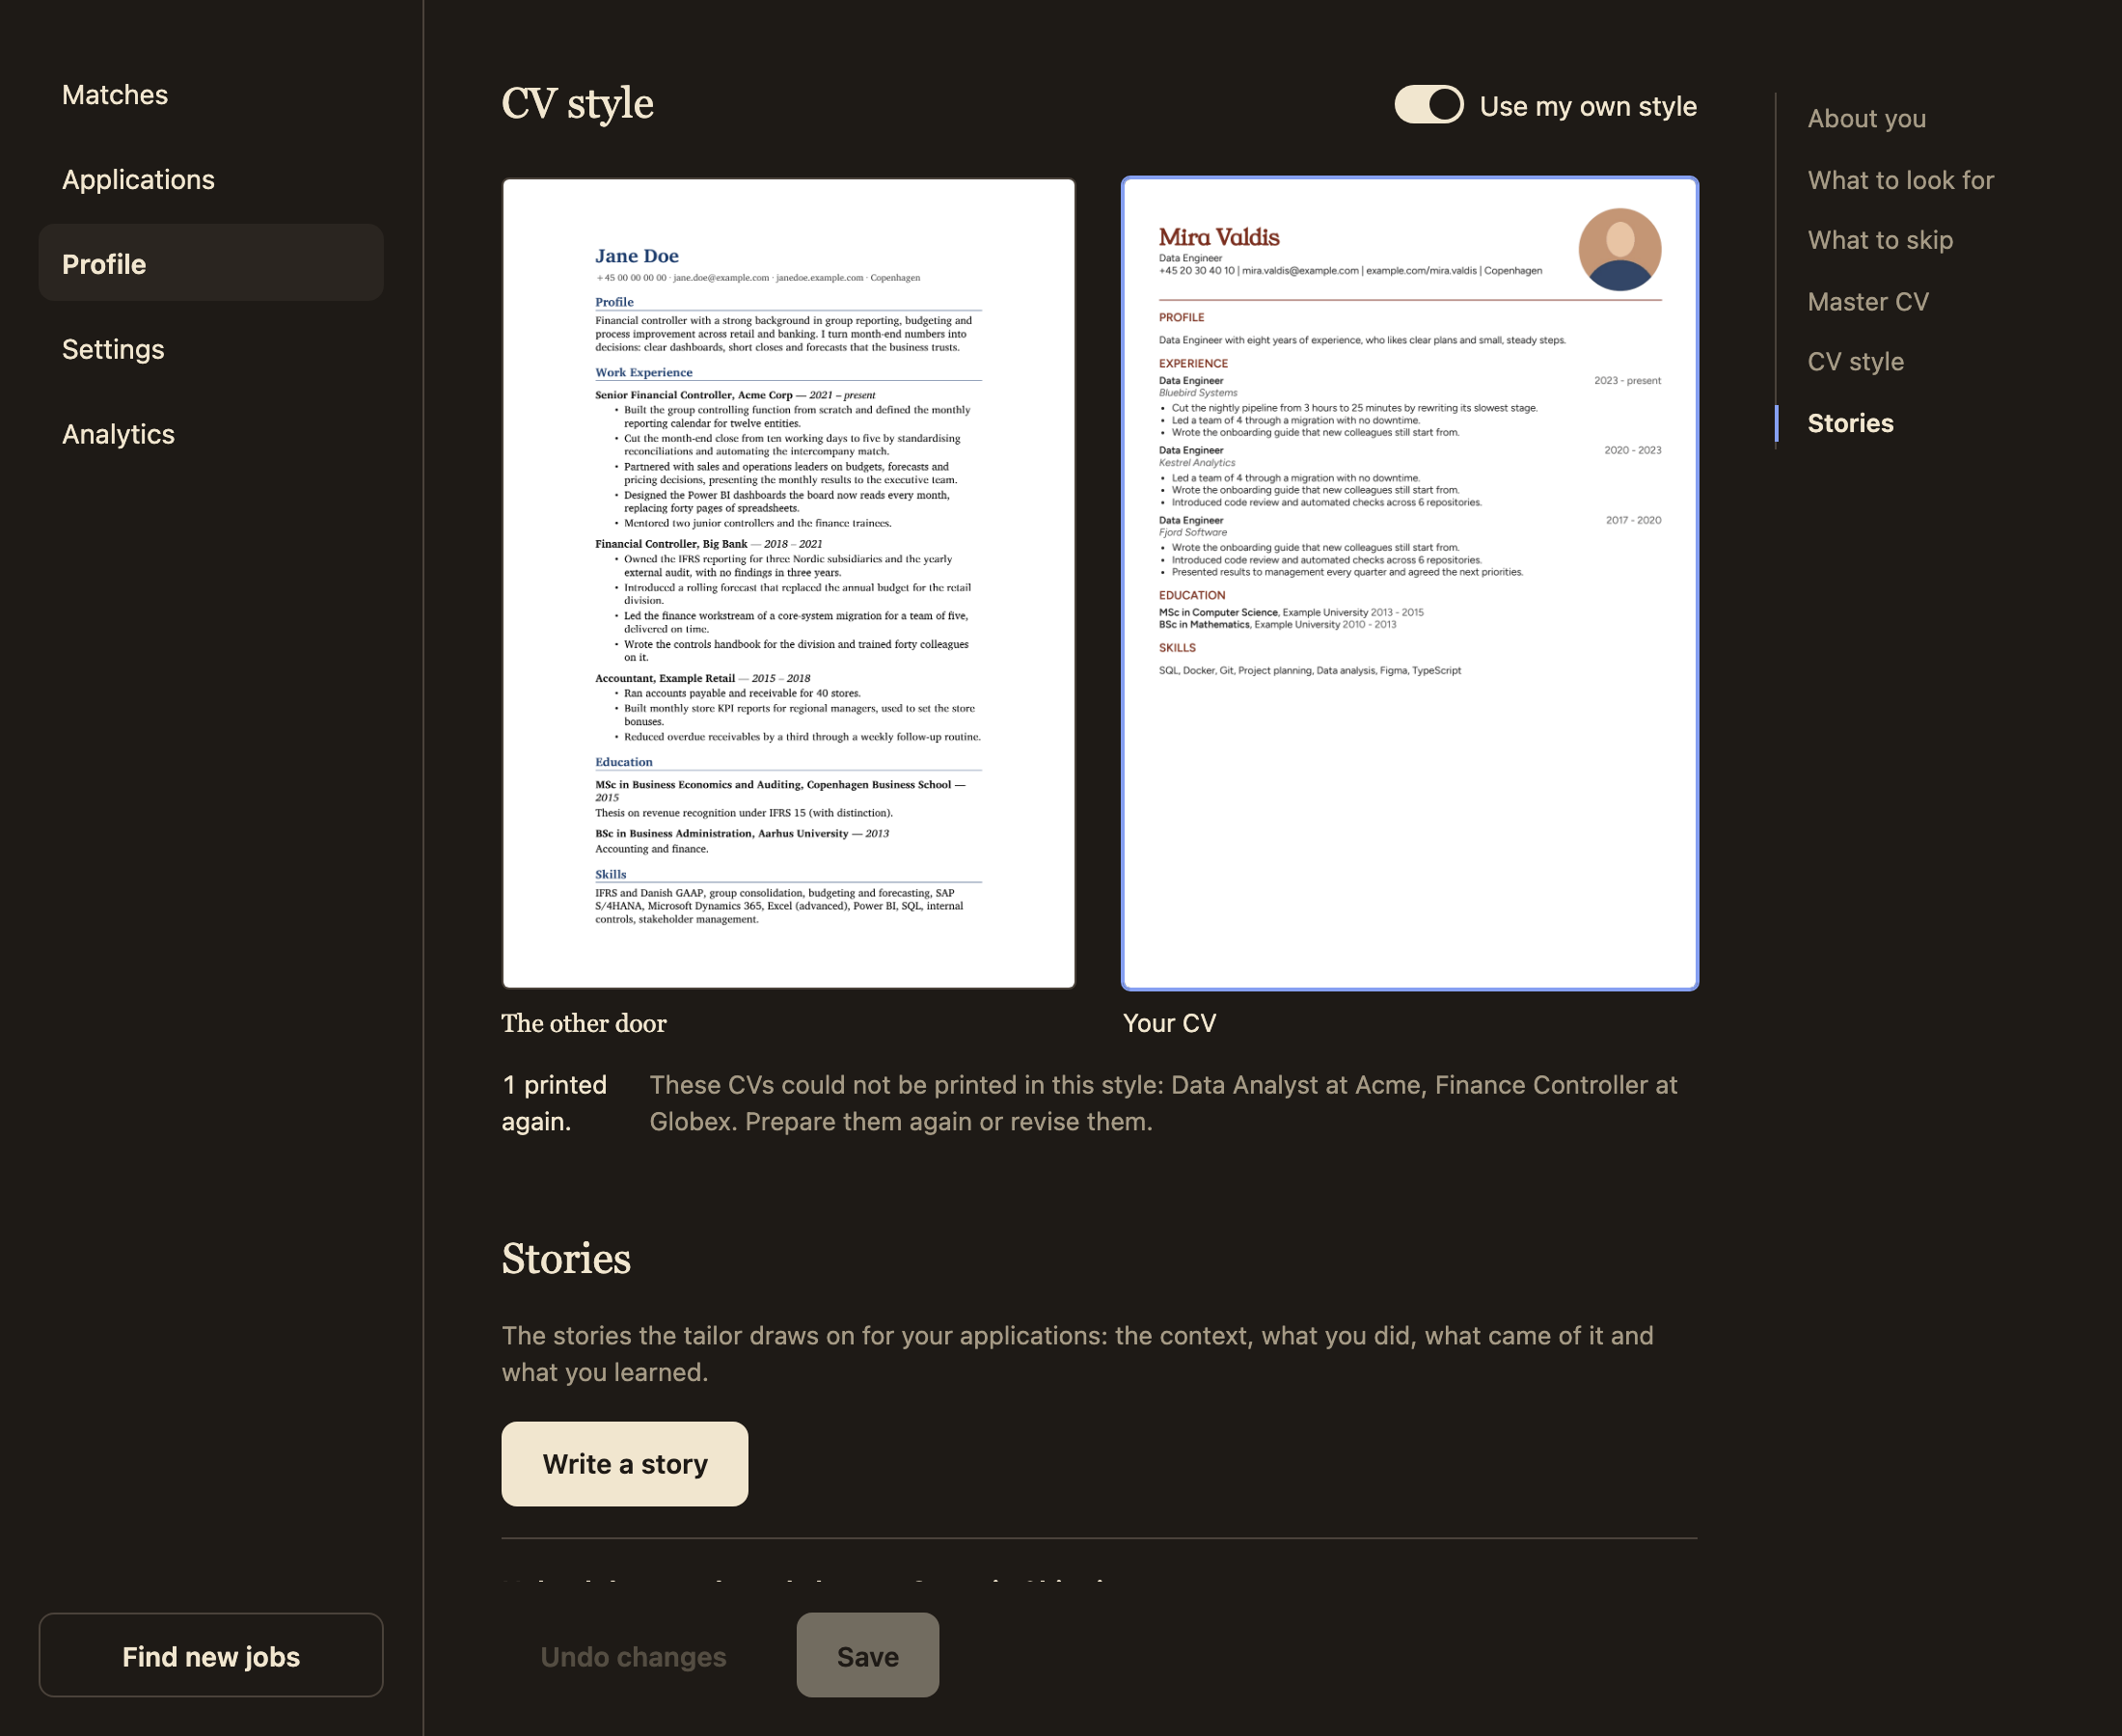 Matches
Applications
Profile
Settings
Analytics
Find new jobs
CV style
Use my own style
Jane Doe
+45 00 00 00 00 · jane.doe@example.com · janedoe.example.com · Copenhagen
Profile
Financial controller with a strong background in group reporting, budgeting and
process improvement across retail and banking. I turn month-end numbers into
decisions: clear dashboards, short closes and forecasts that the business trusts.
Work Experience
Senior Financial Controller, Acme Corp — 2021 – present
• Built the group controlling function from scratch and defined the monthly
reporting calendar for twelve entities.
• Cut the month-end close from ten working days to five by standardising
reconciliations and automating the intercompany match.
• Partnered with sales and operations leaders on budgets, forecasts and
pricing decisions, presenting the monthly results to the executive team.
• Designed the Power BI dashboards the board now reads every month,
replacing forty pages of spreadsheets.
• Mentored two junior controllers and the finance trainees.
Financial Controller, Big Bank — 2018 – 2021
• Owned the IFRS reporting for three Nordic subsidiaries and the yearly
external audit, with no findings in three years.
• Introduced a rolling forecast that replaced the annual budget for the retail
division.
• Led the finance workstream of a core-system migration for a team of five,
delivered on time.
• Wrote the controls handbook for the division and trained forty colleagues
on it.
Accountant, Example Retail — 2015 – 2018
• Ran accounts payable and receivable for 40 stores.
• Built monthly store KPI reports for regional managers, used to set the store
bonuses.
• Reduced overdue receivables by a third through a weekly follow-up routine.
Education
MSc in Business Economics and Auditing, Copenhagen Business School —
2015
Thesis on revenue recognition under IFRS 15 (with distinction).
BSc in Business Administration, Aarhus University — 2013
Accounting and finance.
Skills
IFRS and Danish GAAP, group consolidation, budgeting and forecasting, SAP
S/4HANA, Microsoft Dynamics 365, Excel (advanced), Power BI, SQL, internal
controls, stakeholder management.
The other door
Mira Valdis
Data Engineer
+45 20 30 40 10 | mira.valdis@example.com | example.com/mira.valdis | Copenhagen
PROFILE
Data Engineer with eight years of experience, who likes clear plans and small, steady steps.
EXPERIENCE
Data Engineer 2023 - present
Bluebird Systems
• Cut the nightly pipeline from 3 hours to 25 minutes by rewriting its slowest stage.
• Led a team of 4 through a migration with no downtime.
• Wrote the onboarding guide that new colleagues still start from.
Data Engineer 2020 - 2023
Kestrel Analytics
• Led a team of 4 through a migration with no downtime.
• Wrote the onboarding guide that new colleagues still start from.
• Introduced code review and automated checks across 6 repositories.
Data Engineer 2017 - 2020
Fjord Software
• Wrote the onboarding guide that new colleagues still start from.
• Introduced code review and automated checks across 6 repositories.
• Presented results to management every quarter and agreed the next priorities.
EDUCATION
MSc in Computer Science, Example University 2013 - 2015
BSc in Mathematics, Example University 2010 - 2013
SKILLS
SQL, Docker, Git, Project planning, Data analysis, Figma, TypeScript
Your CV
1 printed
again.
These CVs could not be printed in this style: Data Analyst at Acme, Finance Controller at
Globex. Prepare them again or revise them.
Stories
The stories the tailor draws on for your applications: the context, what you did, what came of it and
what you learned.
Write a story
Undo changes
Save
About you
What to look for
What to skip
Master CV
CV style
Stories